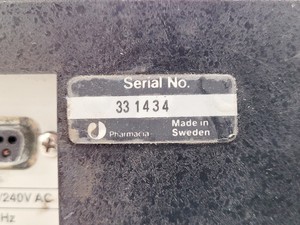 Serial No.
331434
Pharmacia
Made in
Sweden
/240V AC
Hz